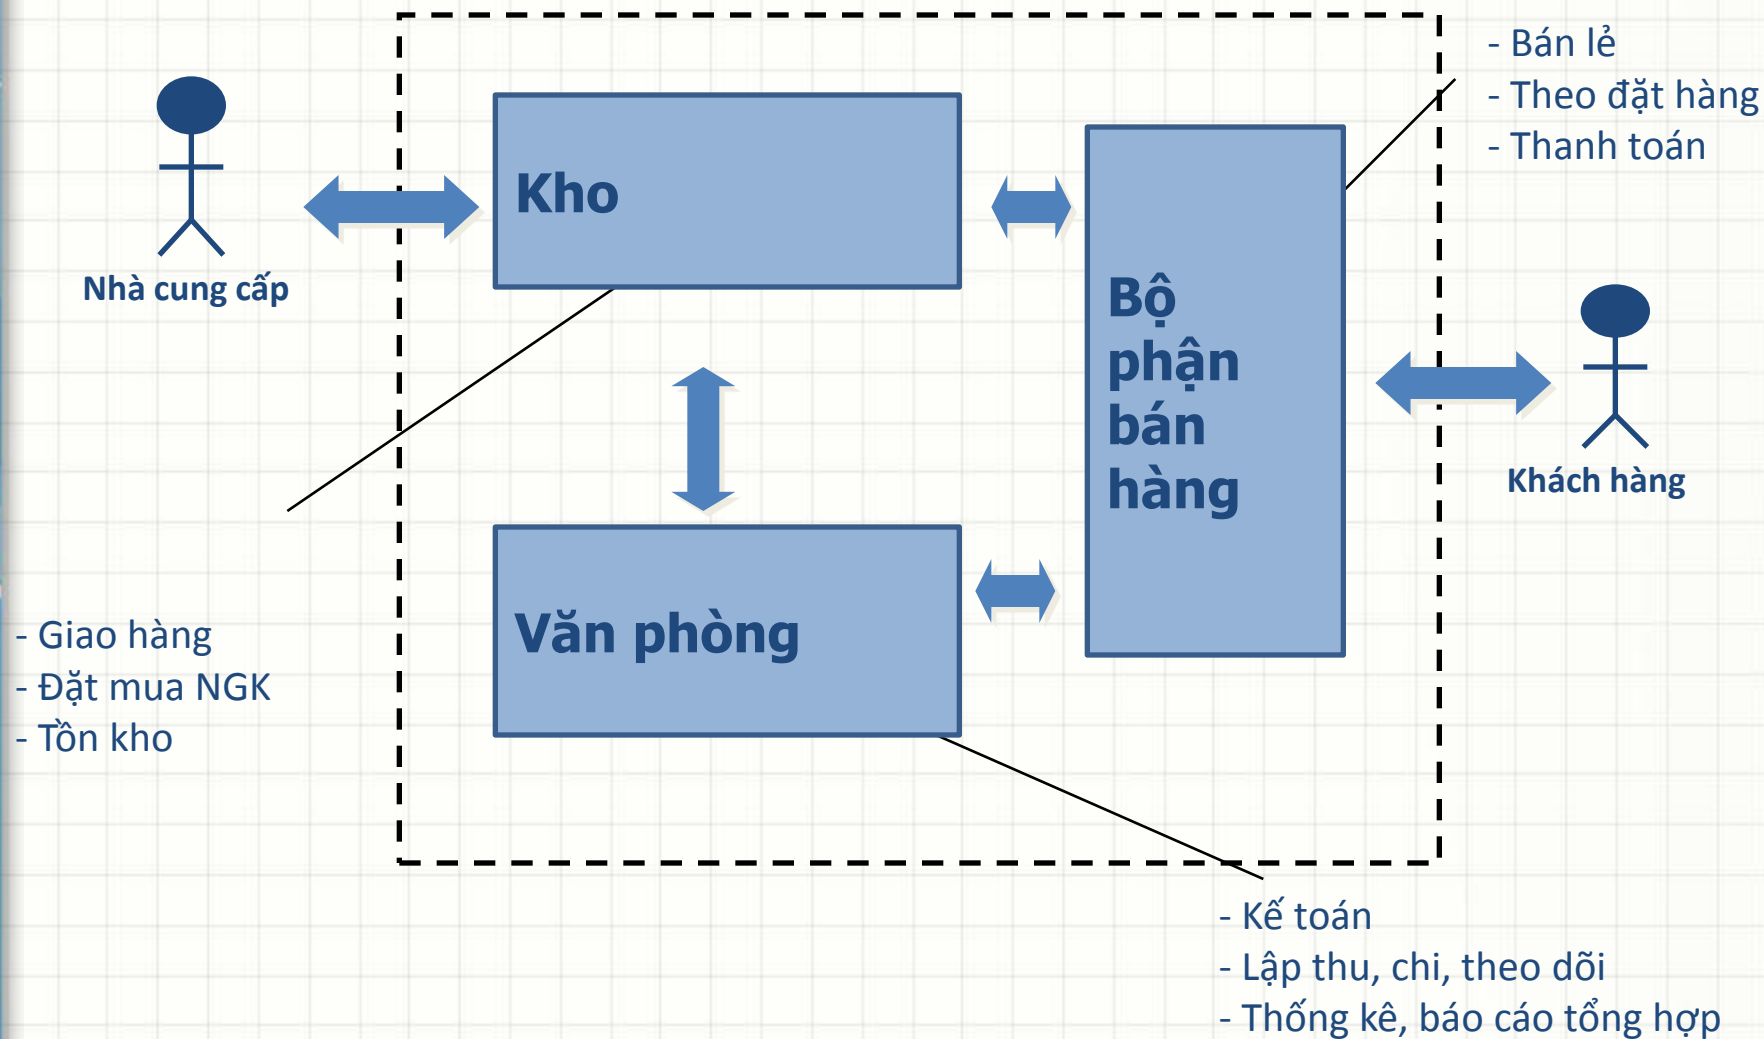 - Bán lẻ
- Theo đặt hàng
- Thanh toán
Kho
Nhà cung cấp
Bộ
phận
bán
hàng
Khách hàng
Văn phòng
- Giao hàng
- Đặt mua NGK
- Tồn kho
- Kế toán
- Lập thu, chi, theo dõi
- Thống kê, báo cáo tổng hợp